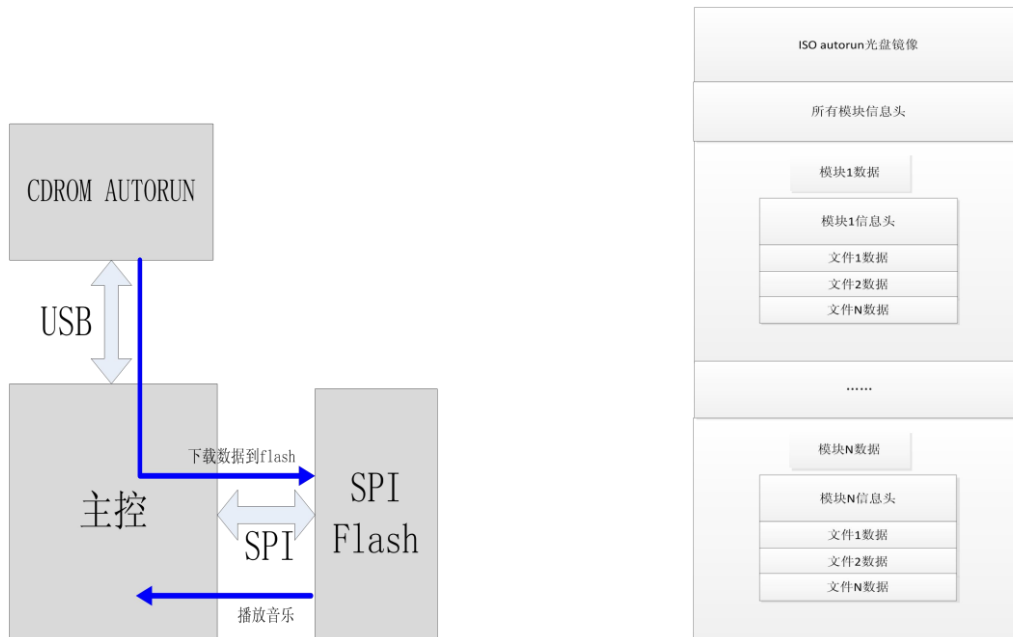 CDROM AUTORUN
USB
下载数据到flash
主控
SPI
SPI
Flash
播放音乐
ISO autorun光盘镜像
所有模块信息头
模块1数据
模块1信息头
文件1数据
文件2数据
文件N数据
······
模块N数据
模块N信息头
文件1数据
文件2数据
文件N数据